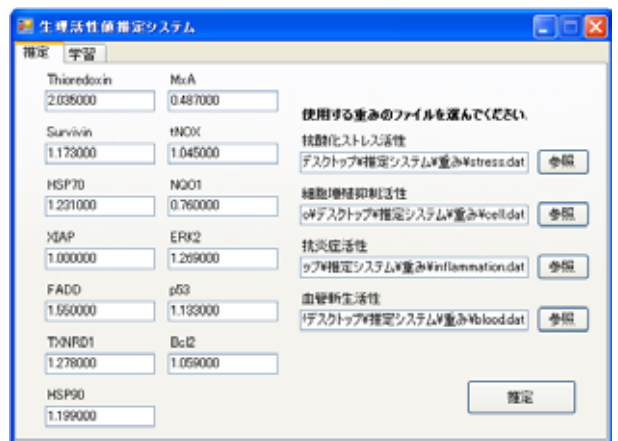 生理活性値推定システム
推定 学習
Thioredoxin
2.035000
Survivin
1.173000
HSP70
1.231000
XIAP
1.000000
FADD
1.550000
TXNRD1
1.278000
HSP90
1.199000
MxA
0.487000
tNOX
1.045000
NQO1
0.760000
ERK2
1.269000
p53
1.133000
Bcl2
1.059000
使用する重みのファイルを選んでください.
抗酸化ストレス活性
デスクトップ¥推定システム¥重み¥stress.dat 参照
細胞増殖抑制活性
o¥デスクトップ¥推定システム¥重み¥cell.dat 参照
抗炎症活性
ップ¥推定システム¥重み¥inflammation.dat 参照
血管新生活性
デスクトップ¥推定システム¥重み¥blood.dat 参照
推定